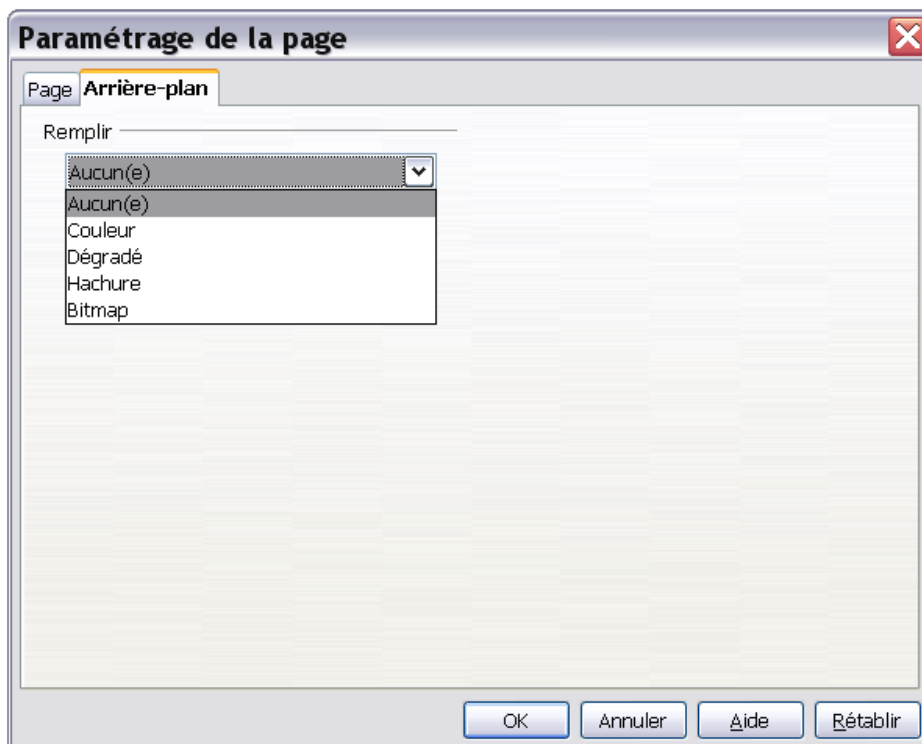 Paramétrage de la page
Page Arrière-plan
Remplir
Aucun(e)
Aucun(e)
Couleur
Dégradé
Hachure
Bitmap
OK Annuler Aide Rétablir